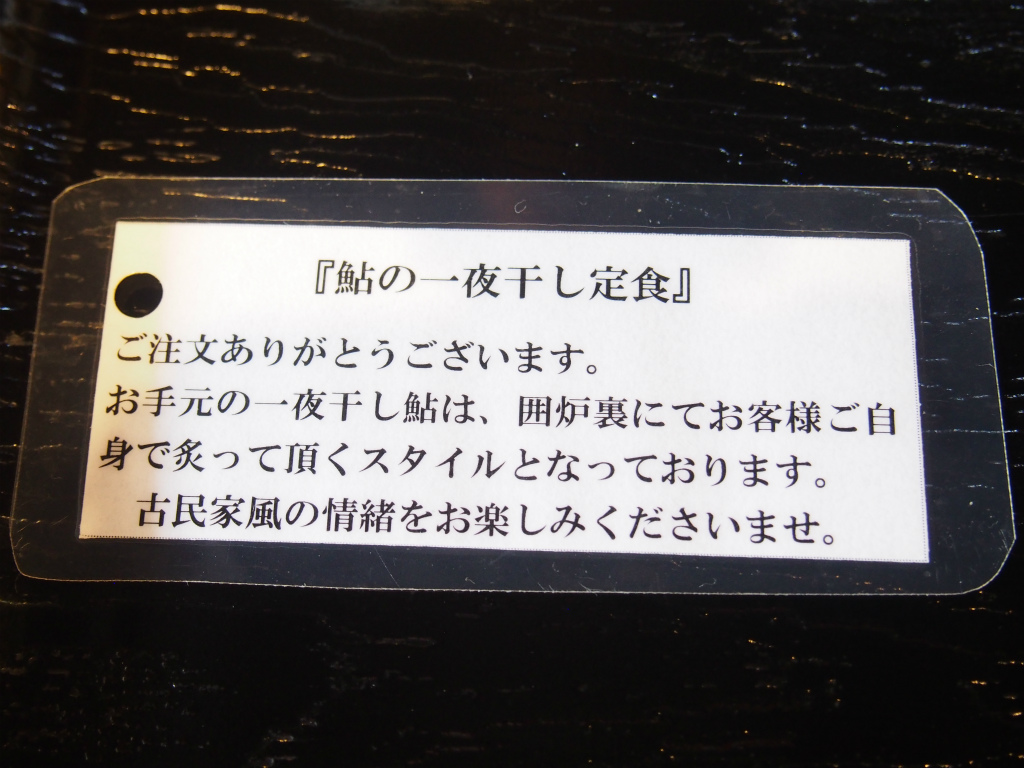 『鮎の一夜干し定食』
ご注文ありがとうございます。
お手元の一夜干し鮎は、囲炉裏にてお客様ご自
身で炙って頂くスタイルとなっております。
古民家風の情緒をお楽しみくださいませ。